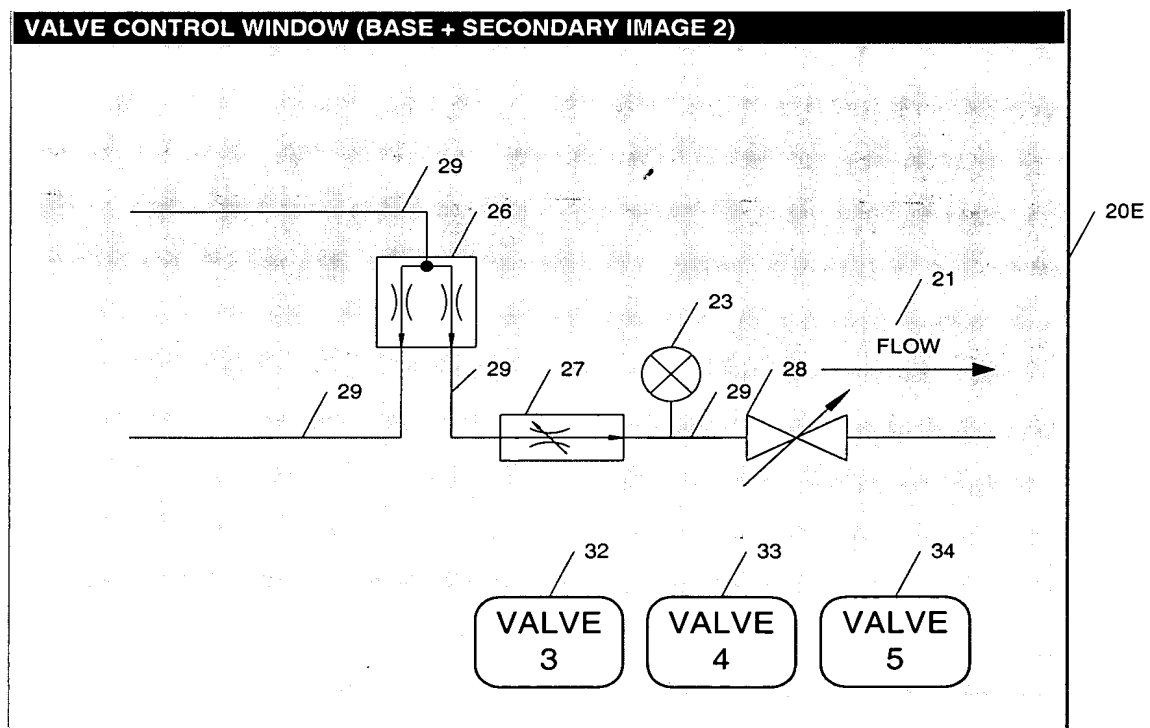 VALVE CONTROL WINDOW (BASE + SECONDARY IMAGE 2)
29
26
20E
21
23
FLOW
29
27
28
29
29
32
33
34
VALVE
3
VALVE
4
VALVE
5